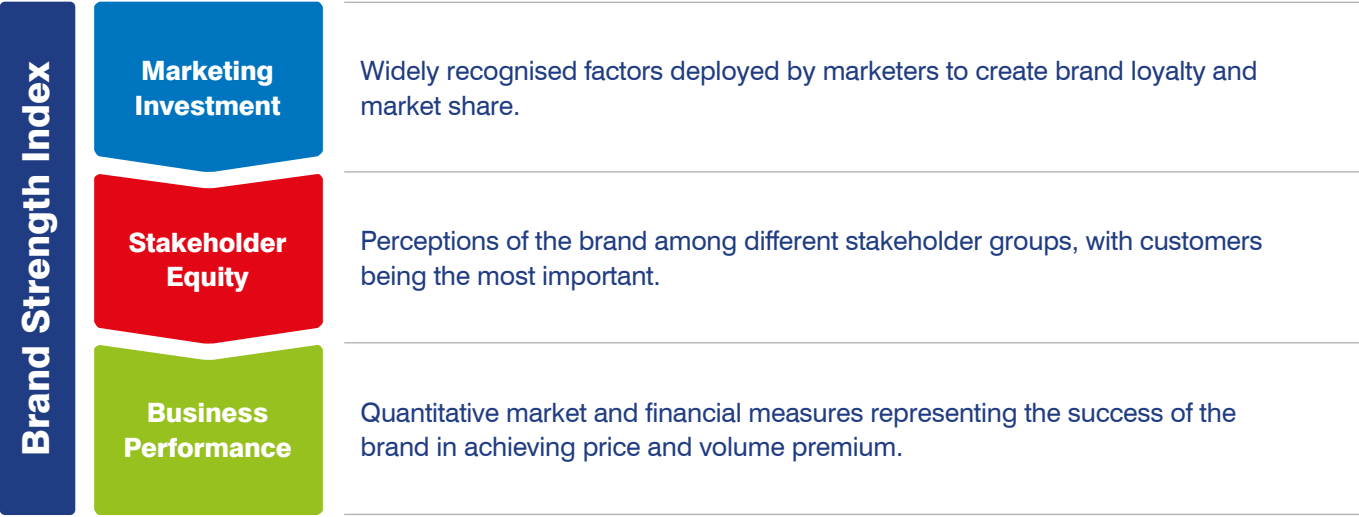 Brand Strength Index
Marketing
Investment
Widely recognised factors deployed by marketers to create brand loyalty and
market share.
Stakeholder
Equity
Perceptions of the brand among different stakeholder groups, with customers
being the most important.
Business
Performance
Quantitative market and financial measures representing the success of the
brand in achieving price and volume premium.